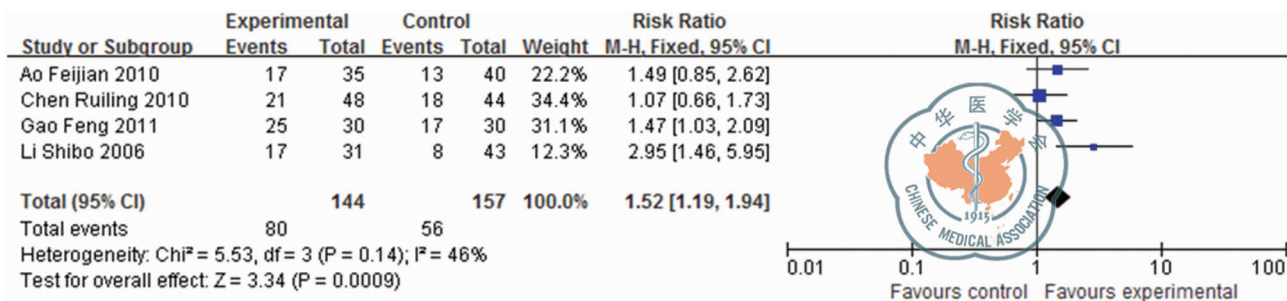 Experimental Control Risk Ratio Risk Ratio
Study or Subgroup Events Total Events Total Weight M-H, Fixed, 95% CI M-H, Fixed, 95% CI
Ao Feijian 2010 17 35 13 40 22.2% 1.49 [0.85, 2.62]
Chen Ruiling 2010 21 48 18 44 34.4% 1.07 [0.66, 1.73]
Gao Feng 2011 25 30 17 30 31.1% 1.47 [1.03, 2.09]
Li Shibo 2006 17 31 8 43 12.3% 2.95 [1.46, 5.95]
Total (95% CI) 144 157 100.0% 1.52 [1.19, 1.94]
Total events 80 56
Heterogeneity: Chi² = 5.53, df = 3 (P = 0.14); I² = 46%
Test for overall effect: Z = 3.34 (P = 0.0009)
中华医学会
1915
CHINESE MEDICAL ASSOCIATION
0.01 0.1 1 10 100
Favours control Favours experimental